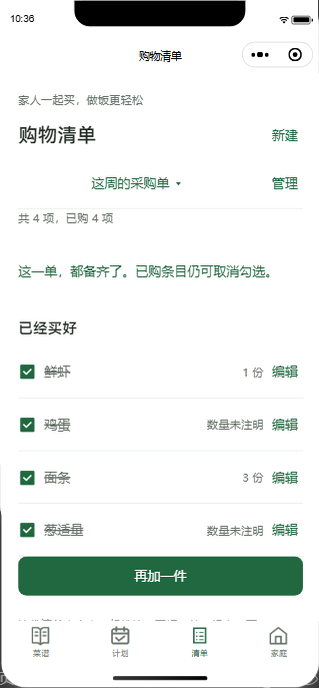 10:36
购物清单
家人一起买，做饭更轻松
购物清单 新建
这周的采购单 管理
共 4 项，已购 4 项
这一单，都备齐了。已购条目仍可取消勾选。
已经买好
鲜虾 1 份 编辑
鸡蛋 数量未注明 编辑
面条 3 份 编辑
葱适量 数量未注明 编辑
再加一件
菜谱 计划 清单 家庭